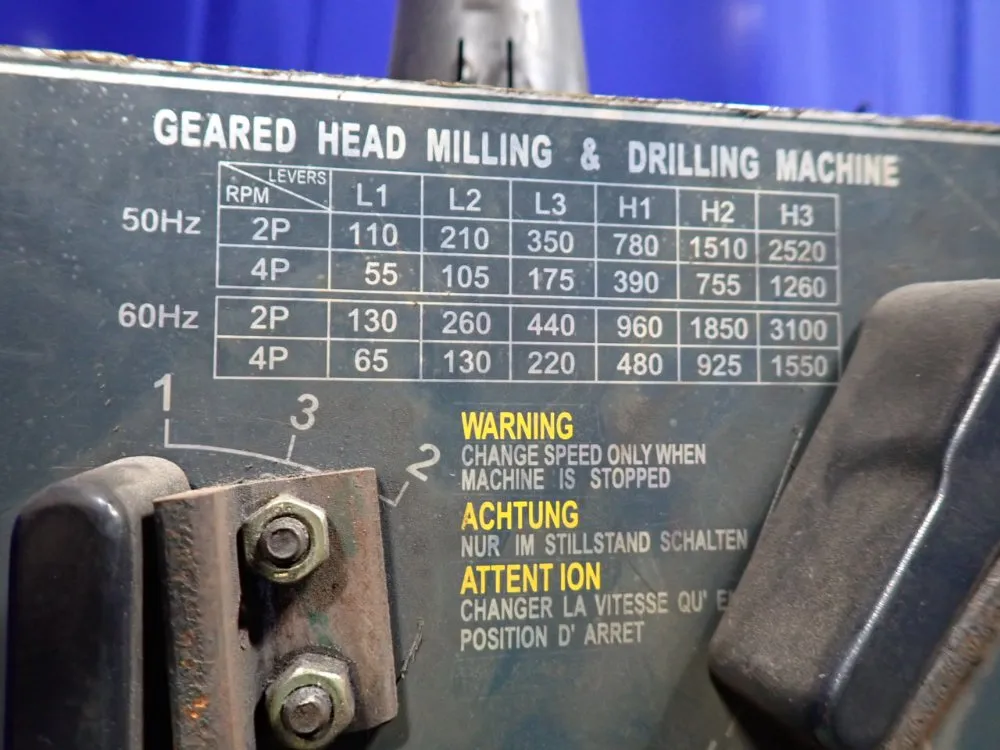 GEARED HEAD MILLING & DRILLING MACHINE
LEVERS RPM L1 L2 L3 H1 H2 H3
50Hz 2P 110 210 350 780 1510 2520
4P 55 105 175 390 755 1260
60Hz 2P 130 260 440 960 1850 3100
4P 65 130 220 480 925 1550
1 3 2
WARNING
CHANGE SPEED ONLY WHEN
MACHINE IS STOPPED
ACHTUNG
NUR IM STILLSTAND SCHALTEN
ATTENT ION
CHANGER LA VITESSE QU'
POSITION D' ARRET